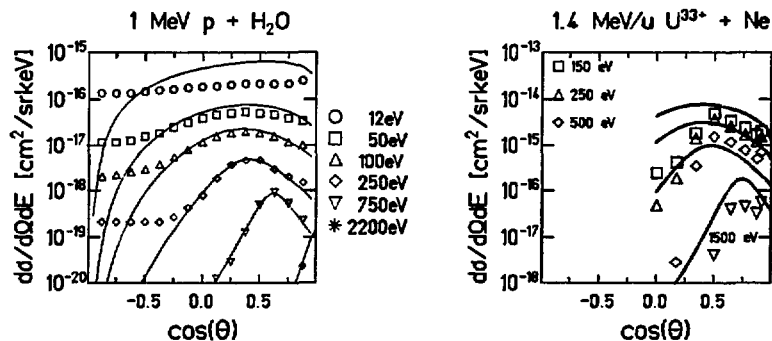 1 MeV p + H₂O
dσ/dΩdE [cm²/srkeV]
10⁻¹⁵
10⁻¹⁶
10⁻¹⁷
10⁻¹⁸
10⁻¹⁹
10⁻²⁰
-0.5
0.0
0.5
cos(θ)
12eV
50eV
100eV
250eV
750eV
2200eV
1.4 MeV/u U³³⁺ + Ne
dσ/dΩdE [cm²/srkeV]
10⁻¹³
10⁻¹⁴
10⁻¹⁵
10⁻¹⁶
10⁻¹⁷
10⁻¹⁸
150 eV
250 eV
500 eV
1500 eV
-0.5
0.0
0.5
cos(θ)